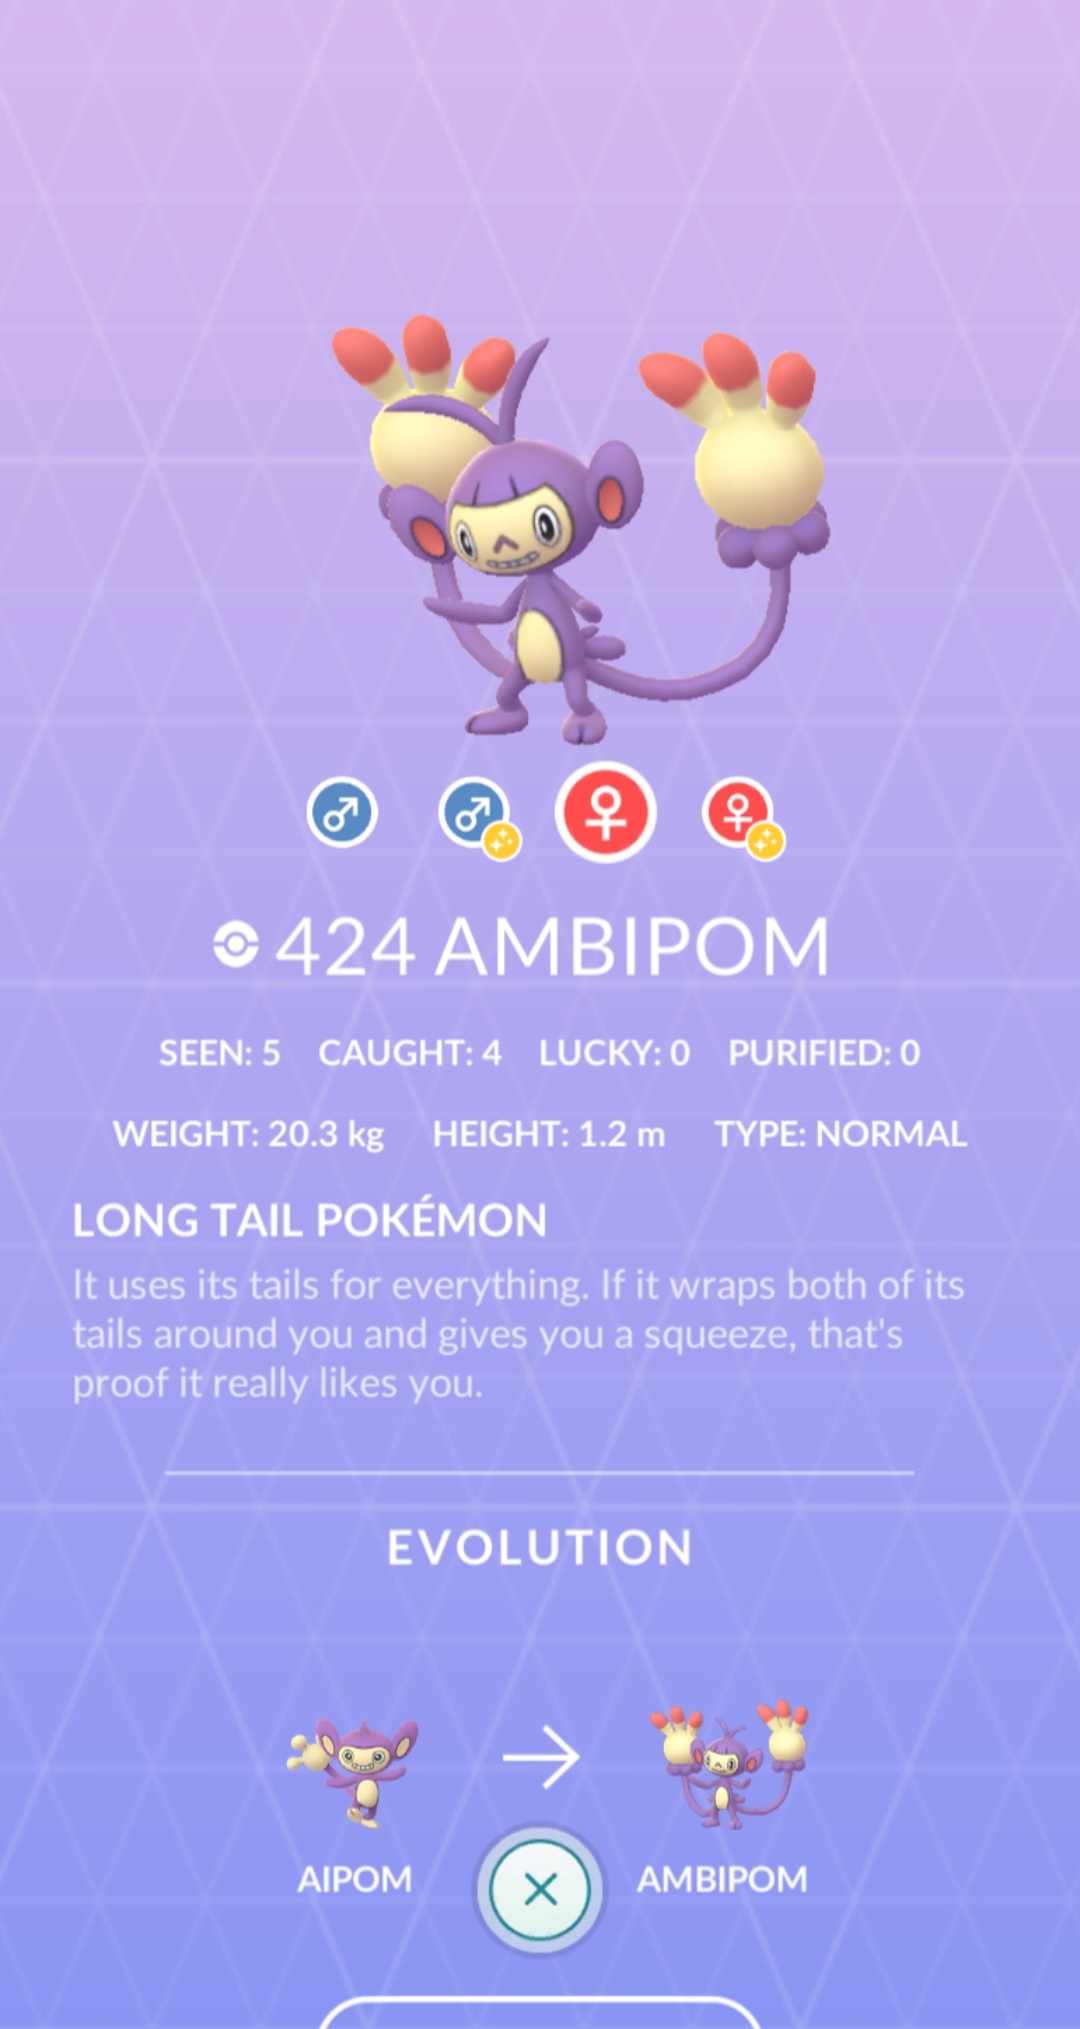 424 AMBIPOM
SEEN: 5 CAUGHT: 4 LUCKY: 0 PURIFIED: 0
WEIGHT: 20.3 kg HEIGHT: 1.2 m TYPE: NORMAL
LONG TAIL POKÉMON
It uses its tails for everything. If it wraps both of its
tails around you and gives you a squeeze, that's
proof it really likes you.
EVOLUTION
AIPOM AMBIPOM